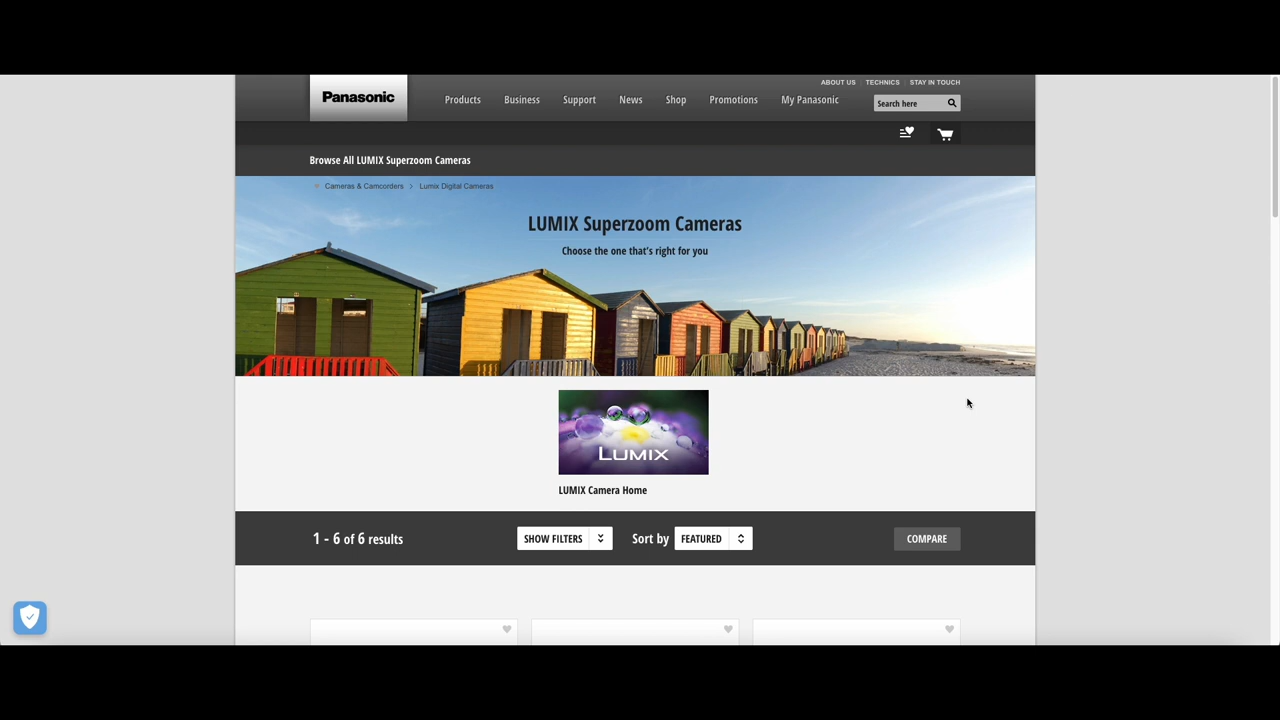 ABOUT US
TECHNICS
STAY IN TOUCH
Panasonic
Products
Business
Support
News
Shop
Promotions
My Panasonic
Search here
Browse All LUMIX Superzoom Cameras
Cameras & Camcorders > Lumix Digital Cameras
LUMIX Superzoom Cameras
Choose the one that's right for you
LUMIX
LUMIX Camera Home
1 - 6 of 6 results
SHOW FILTERS
Sort by
FEATURED
COMPARE